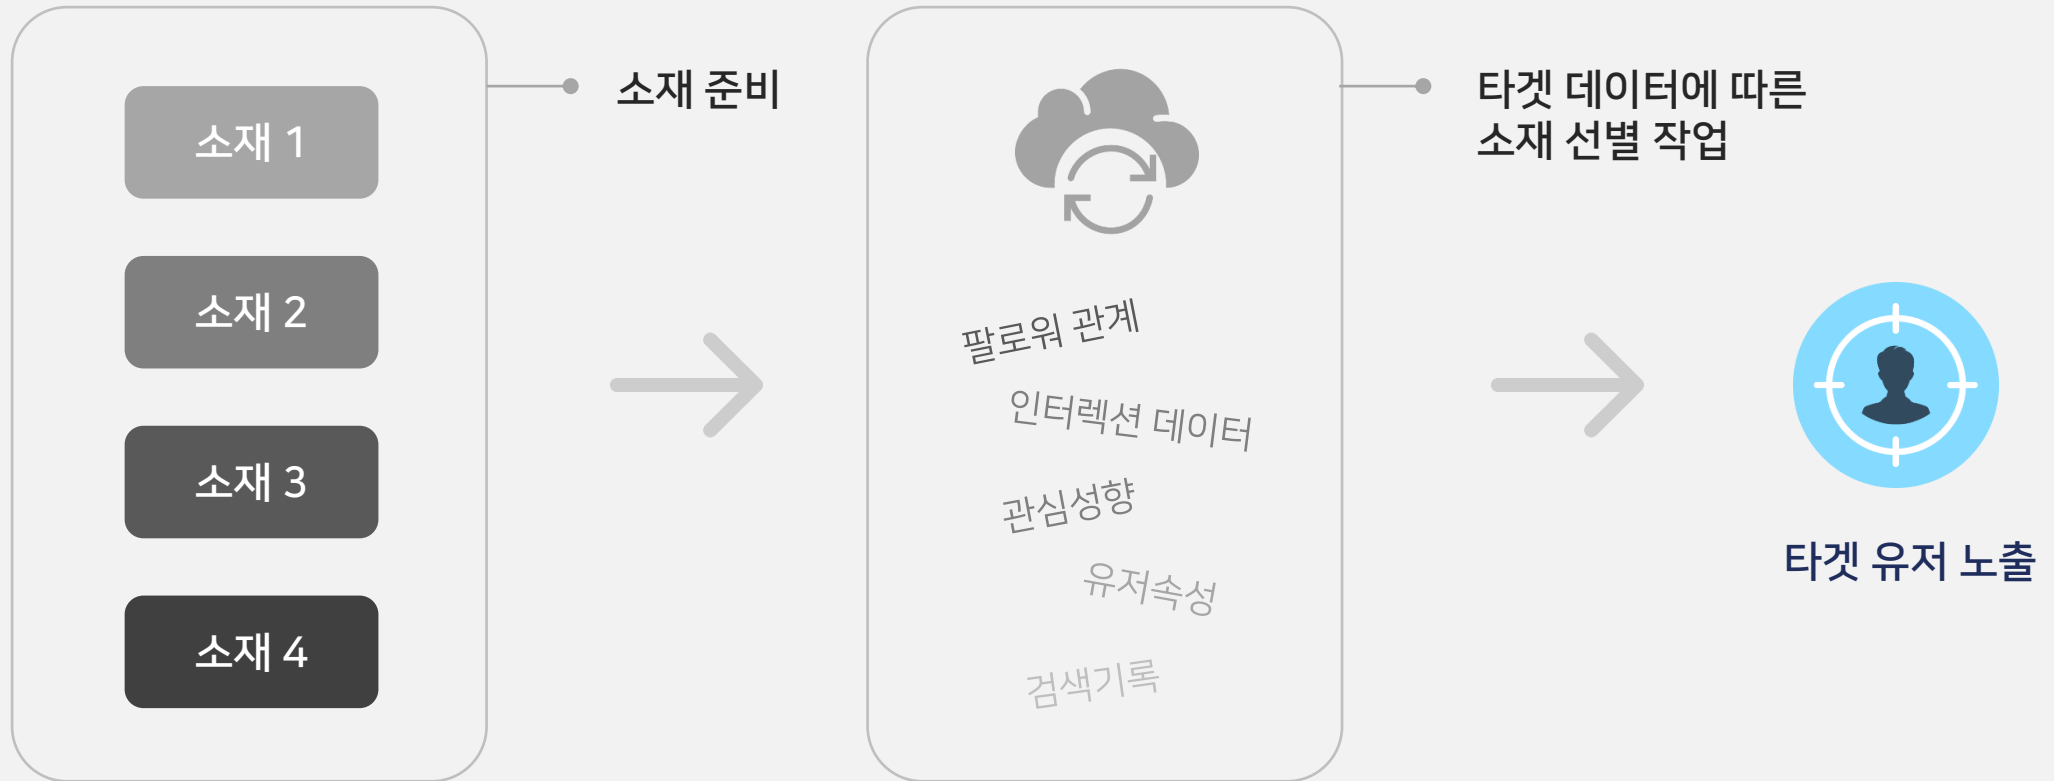 소재 1
소재 2
소재 3
소재 4
소재 준비
팔로워 관계
인터렉션 데이터
관심성향
유저속성
검색기록
타겟 데이터에 따른
소재 선별 작업
타겟 유저 노출